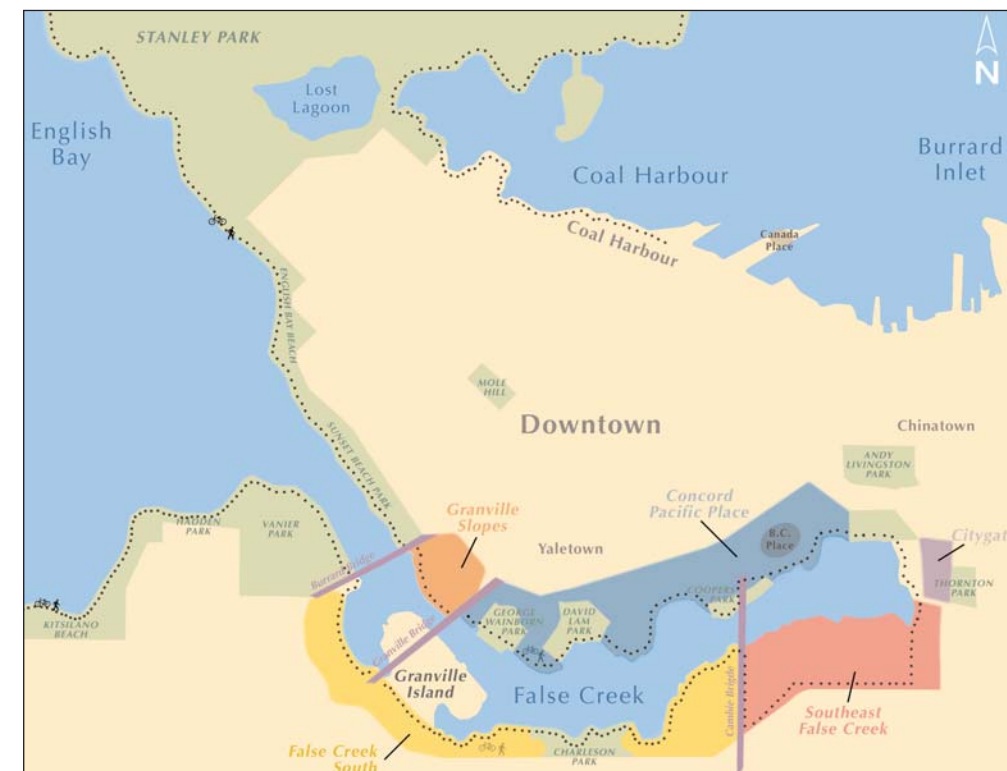 STANLEY PARK
N
Lost
Lagoon
English
Bay
Burrard
Inlet
Coal Harbour
Coal Harbour
Canada
Place
ENGLISH BAY BEACH
MOLE
HILL
Downtown
Chinatown
SUNSET BEACH PARK
ANDY
LIVINGSTON
PARK
Granville
Slopes
Concord
Pacific Place
HADDEN
PARK
VANIER
PARK
Yaletown
B.C.
Place
Citygat
Burrard Bridge
COOPERS
PARK
THORNTON
PARK
KITSILANO
BEACH
GEORGE
WAINBORN
PARK
DAVID
LAM
PARK
Granville Bridge
Granville
Island
False Creek
Cambie Brigde
Southeast
False Creek
False Creek
South
CHARLESON
PARK